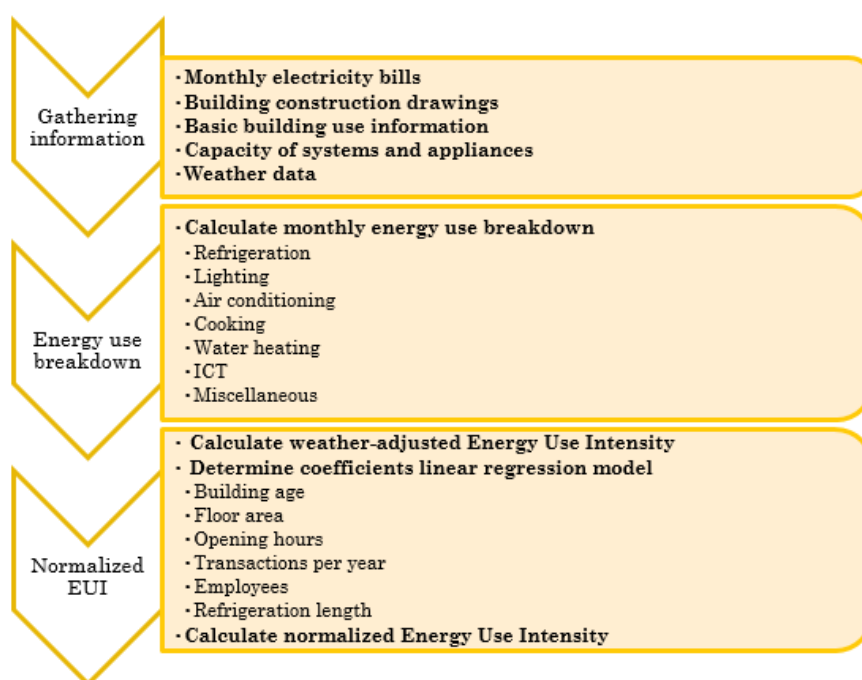 Gathering
information
· Monthly electricity bills
· Building construction drawings
· Basic building use information
· Capacity of systems and appliances
· Weather data
Energy use
breakdown
· Calculate monthly energy use breakdown
· Refrigeration
· Lighting
· Air conditioning
· Cooking
· Water heating
· ICT
· Miscellaneous
Normalized
EUI
· Calculate weather-adjusted Energy Use Intensity
· Determine coefficients linear regression model
· Building age
· Floor area
· Opening hours
· Transactions per year
· Employees
· Refrigeration length
· Calculate normalized Energy Use Intensity